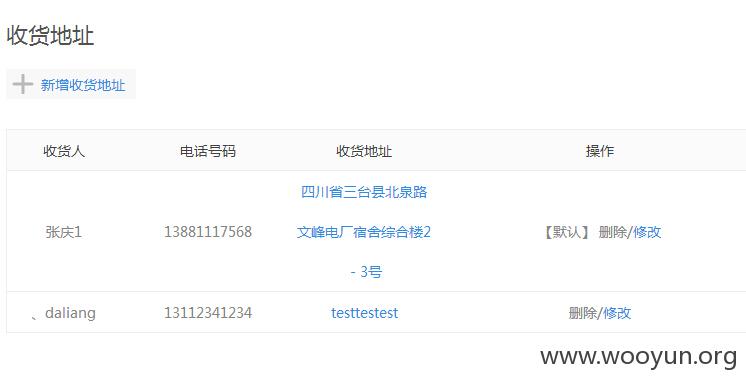 收货地址
新增收货地址
收货人 电话号码 收货地址 操作
四川省三台县北泉路
张庆1 13881117568 文峰电厂宿舍综合楼2 【默认】 删除/修改
- 3号
、daliang 13112341234 testtestest 删除/修改
www.wooyun.org